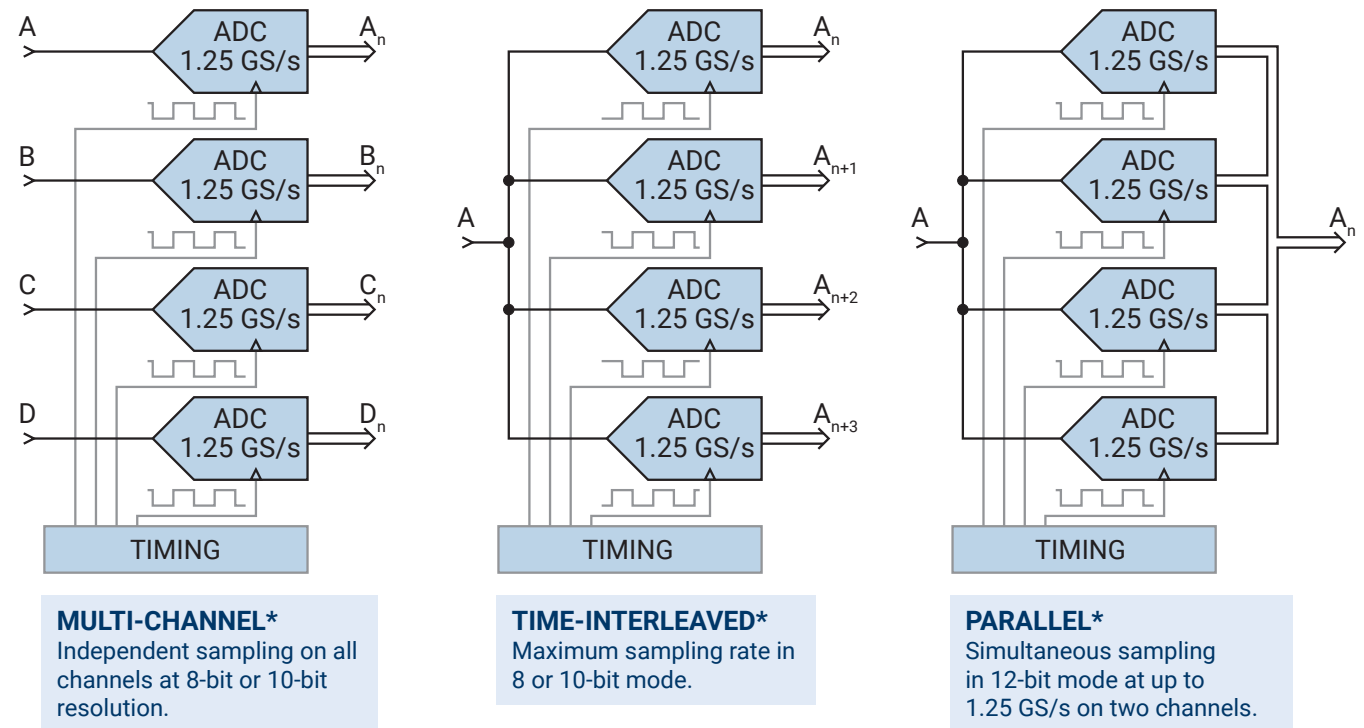 A
ADC
1.25 GS/s
An
B
ADC
1.25 GS/s
Bn
C
ADC
1.25 GS/s
Cn
D
ADC
1.25 GS/s
Dn
TIMING
MULTI-CHANNEL*
Independent sampling on all
channels at 8-bit or 10-bit
resolution.
A
ADC
1.25 GS/s
An
ADC
1.25 GS/s
An+1
ADC
1.25 GS/s
An+2
ADC
1.25 GS/s
An+3
TIMING
TIME-INTERLEAVED*
Maximum sampling rate in
8 or 10-bit mode.
A
ADC
1.25 GS/s
ADC
1.25 GS/s
ADC
1.25 GS/s
ADC
1.25 GS/s
An
TIMING
PARALLEL*
Simultaneous sampling
in 12-bit mode at up to
1.25 GS/s on two channels.